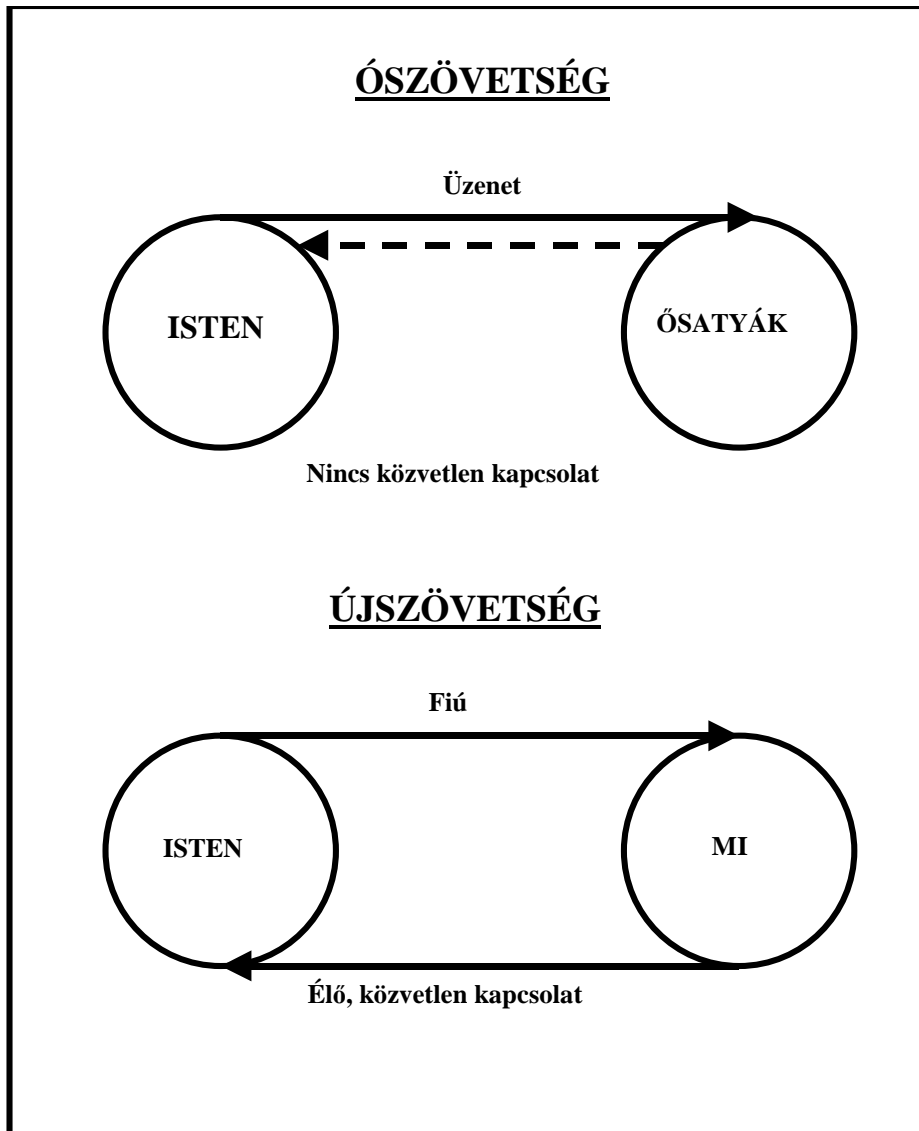 ÓSZÖVETSÉG
Üzenet
ISTEN
ŐSATYÁK
Nincs közvetlen kapcsolat
ÚJSZÖVETSÉG
Fiú
ISTEN
MI
Élő, közvetlen kapcsolat